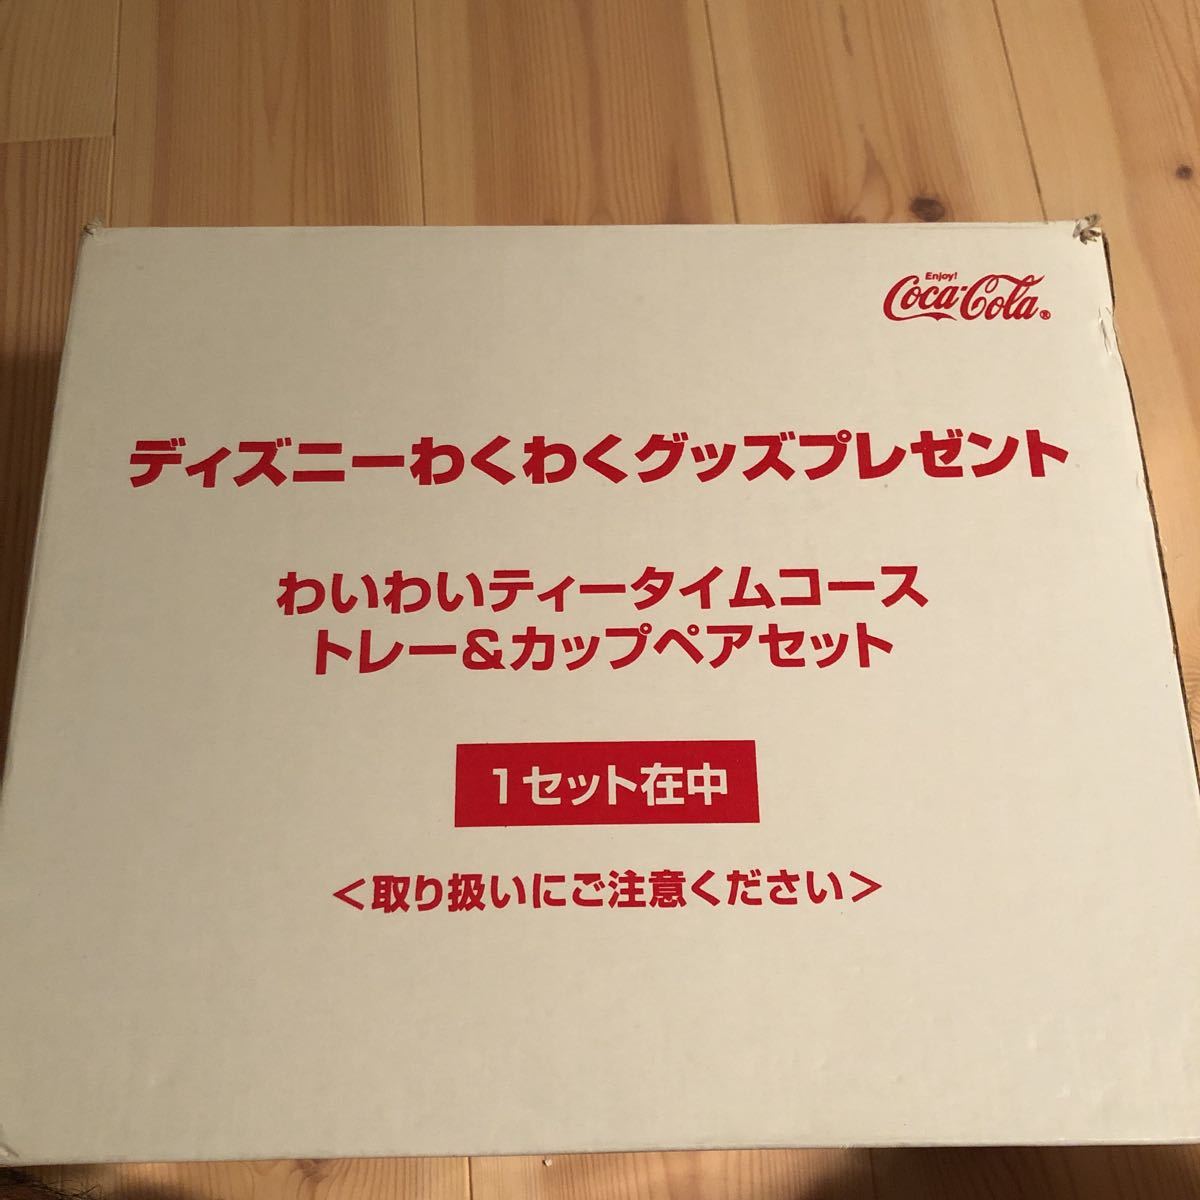 Enjoy!
Coca-Cola®
ディズニーわくわくグッズプレゼント
わいわいティータイムコース
トレー&カップペアセット
1セット在中
<取り扱いにご注意ください>